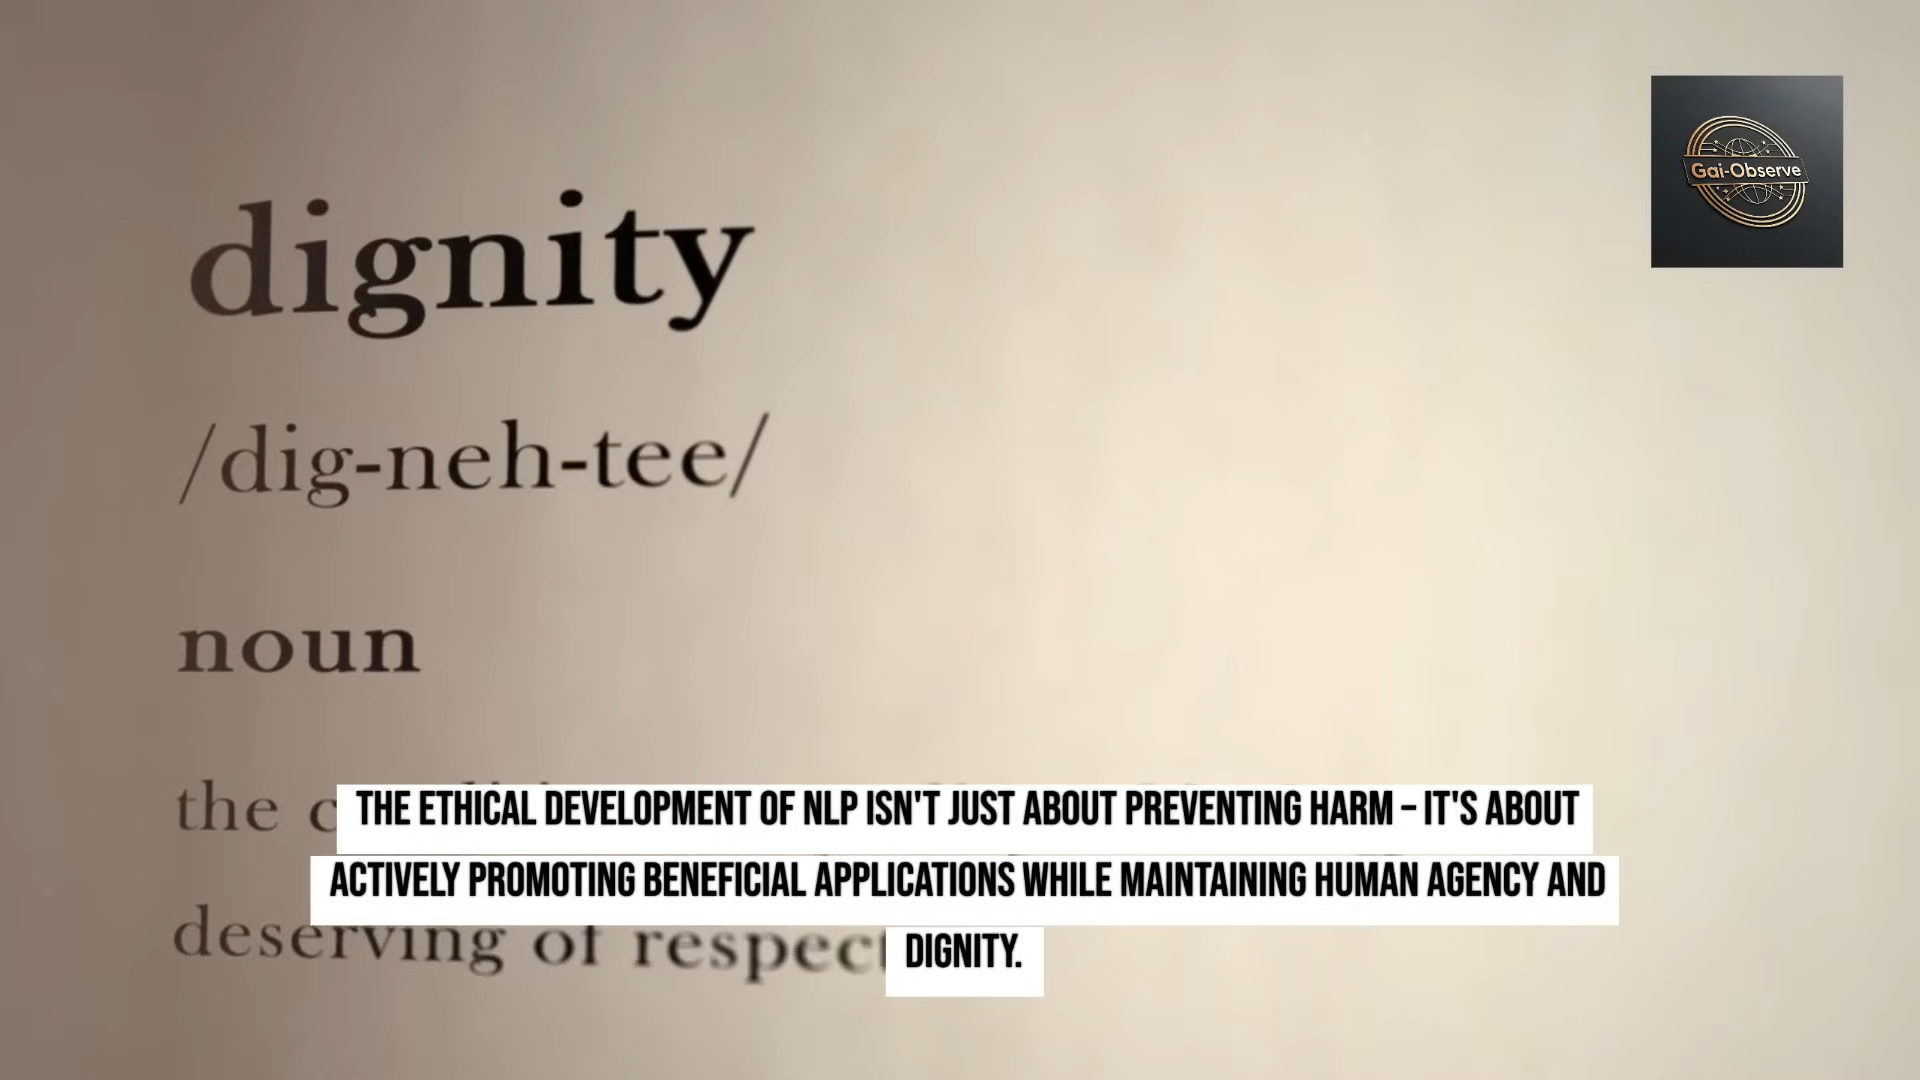 Gai-Observe
dignity
/dig-neh-tee/
noun
the
deserving of respect
THE ETHICAL DEVELOPMENT OF NLP ISN'T JUST ABOUT PREVENTING HARM – IT'S ABOUT
ACTIVELY PROMOTING BENEFICIAL APPLICATIONS WHILE MAINTAINING HUMAN AGENCY AND
DIGNITY.